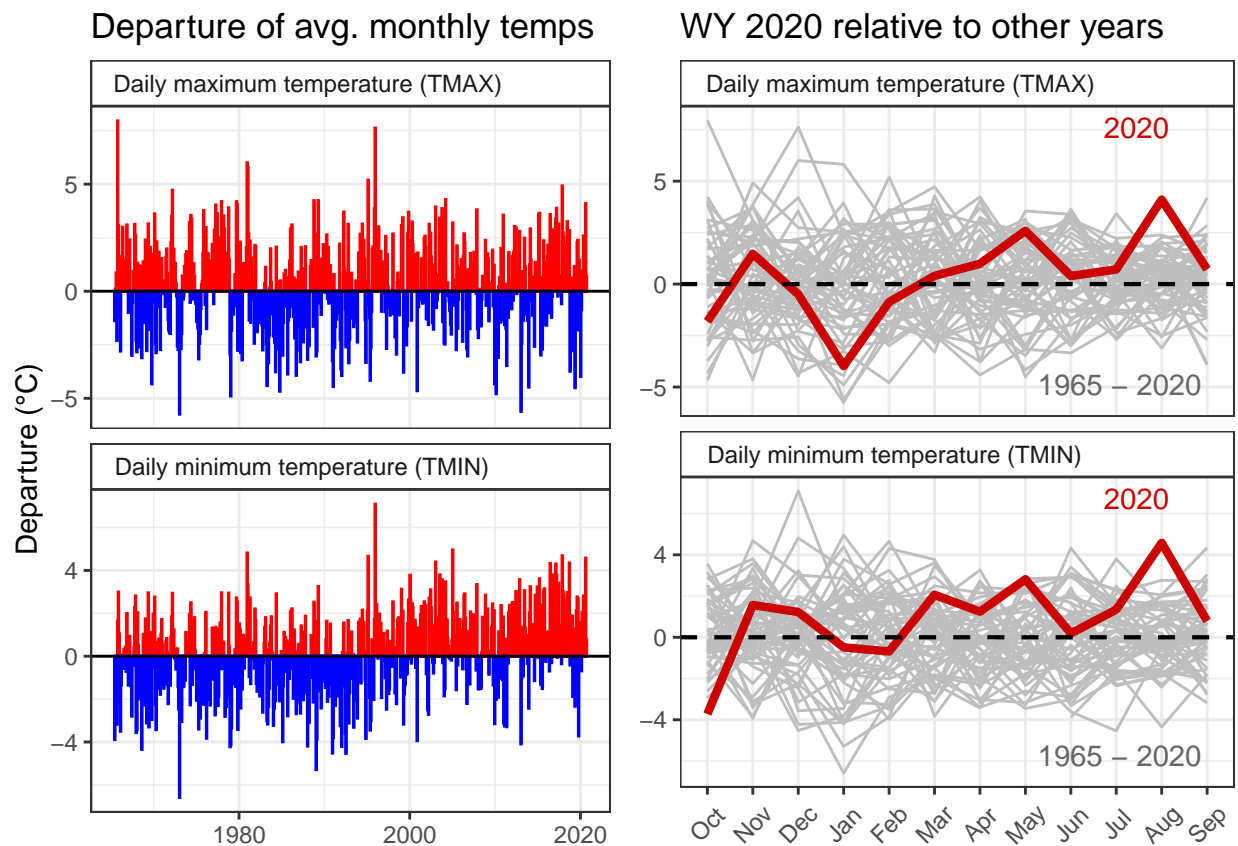 Departure of avg. monthly temps
WY 2020 relative to other years
Daily maximum temperature (TMAX)
5
0
−5
Daily minimum temperature (TMIN)
4
0
−4
1980
2000
2020
Departure (°C)
Daily maximum temperature (TMAX)
2020
5
0
−5
1965 − 2020
Daily minimum temperature (TMIN)
2020
4
0
−4
1965 − 2020
Oct
Nov
Dec
Jan
Feb
Mar
Apr
May
Jun
Jul
Aug
Sep